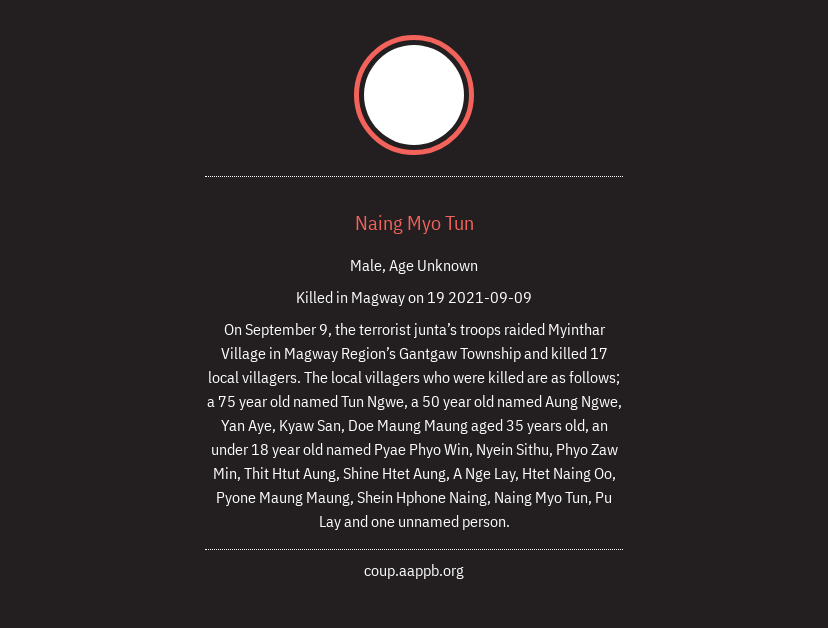 Naing Myo Tun
Male, Age Unknown
Killed in Magway on 19 2021-09-09
On September 9, the terrorist junta’s troops raided Myinthar
Village in Magway Region’s Gantgaw Township and killed 17
local villagers. The local villagers who were killed are as follows;
a 75 year old named Tun Ngwe, a 50 year old named Aung Ngwe,
Yan Aye, Kyaw San, Doe Maung Maung aged 35 years old, an
under 18 year old named Pyae Phyo Win, Nyein Sithu, Phyo Zaw
Min, Thit Htut Aung, Shine Htet Aung, A Nge Lay, Htet Naing Oo,
Pyone Maung Maung, Shein Hphone Naing, Naing Myo Tun, Pu
Lay and one unnamed person.
coup.aappb.org